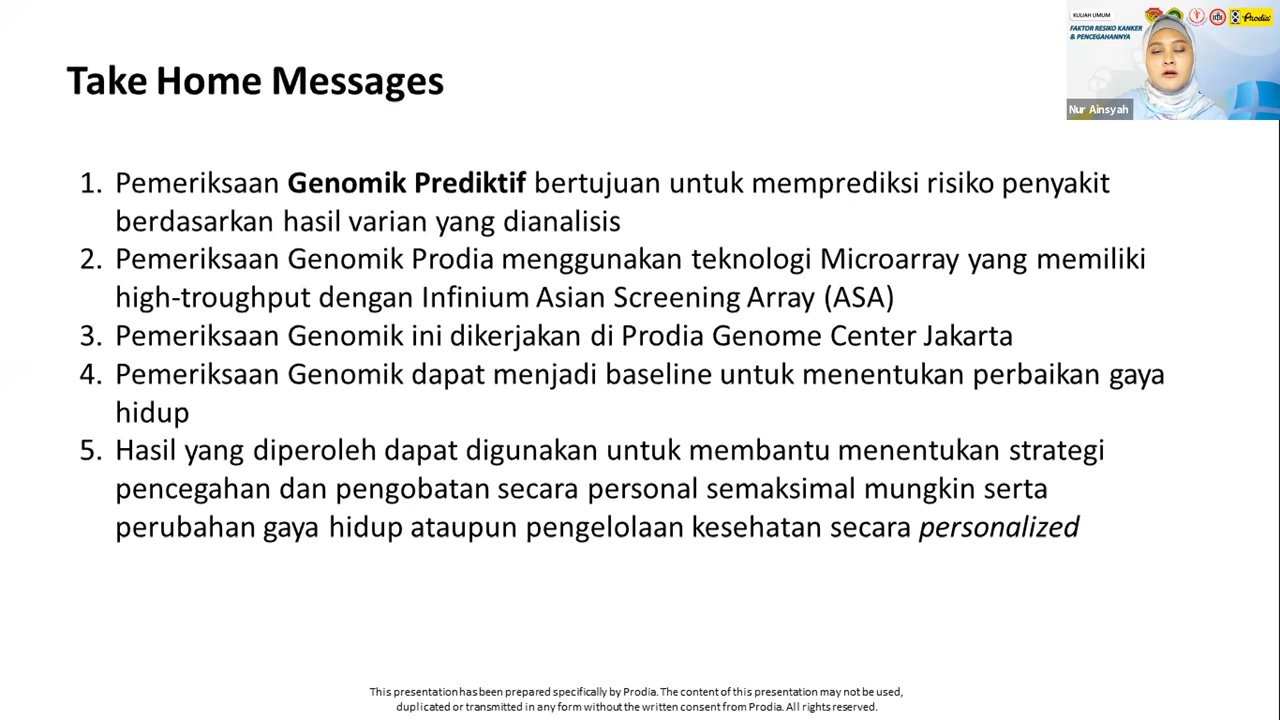 Take Home Messages
KULIAH UMUM
FAKTOR RESIKO KANKER
& PENCEGAHANNYA
Prodia
Nur Ainsyah
1. Pemeriksaan Genomik Prediktif bertujuan untuk memprediksi risiko penyakit
berdasarkan hasil varian yang dianalisis
2. Pemeriksaan Genomik Prodia menggunakan teknologi Microarray yang memiliki
high-troughput dengan Infinium Asian Screening Array (ASA)
3. Pemeriksaan Genomik ini dikerjakan di Prodia Genome Center Jakarta
4. Pemeriksaan Genomik dapat menjadi baseline untuk menentukan perbaikan gaya
hidup
5. Hasil yang diperoleh dapat digunakan untuk membantu menentukan strategi
pencegahan dan pengobatan secara personal semaksimal mungkin serta
perubahan gaya hidup ataupun pengelolaan kesehatan secara personalized
This presentation has been prepared specifically by Prodia. The content of this presentation may not be used,
duplicated or transmitted in any form without the written consent from Prodia. All rights reserved.